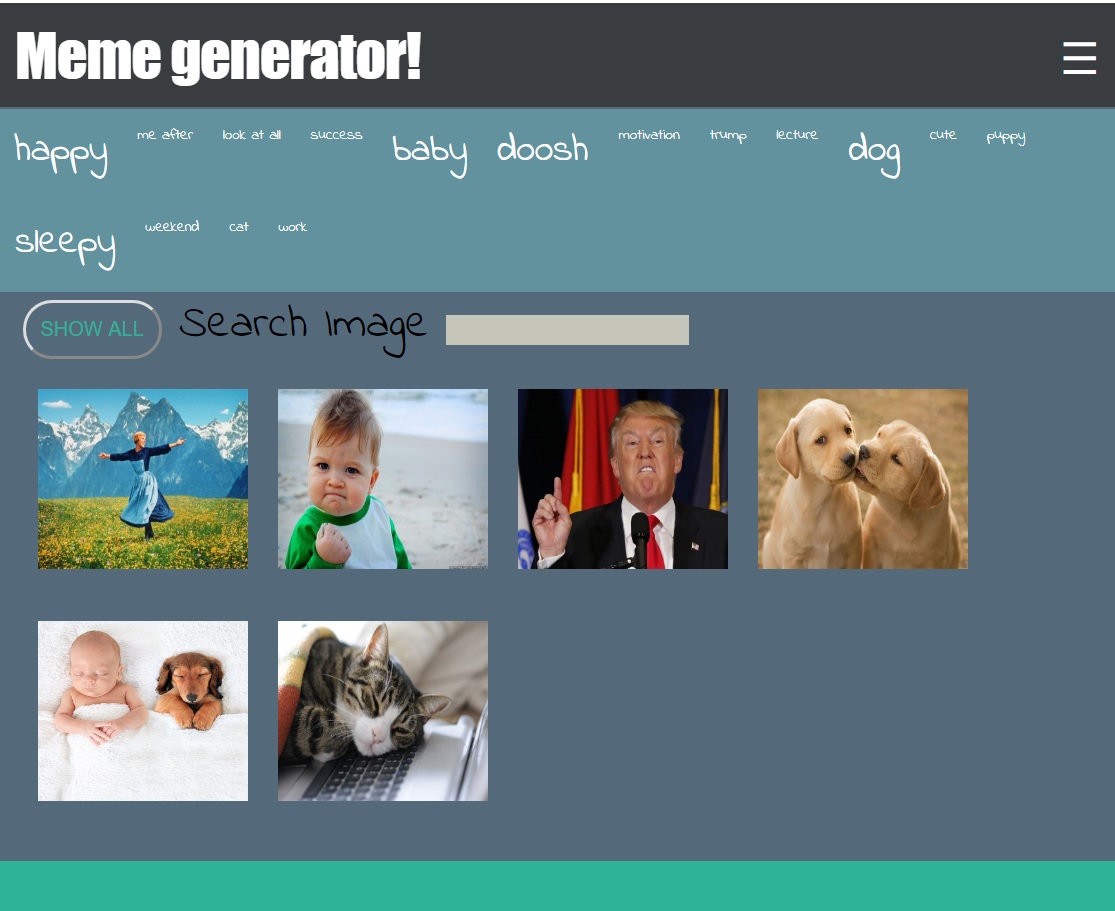 Meme generator!
happy me after look at all success baby doosh motivation trump lecture dog cute puppy
sleepy weekend cat work
SHOW ALL Search Image